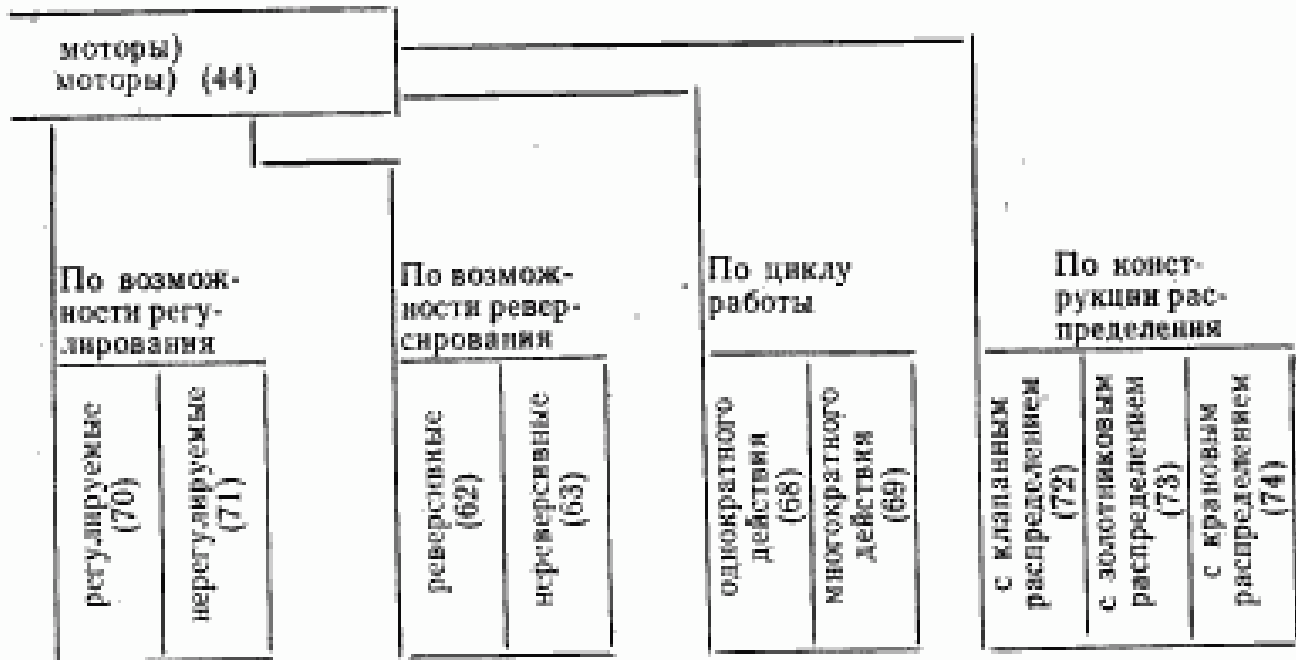 моторы)
моторы) (44)
По возмож-
ности регу-
лирования
регулируемые
(70)
нерегулируемые
(71)
По возмож-
ности ревер-
сирования
реверсивные
(62)
нереверсивные
(63)
По циклу
работы
однократного
действия
(68)
многократного
действия
(69)
По конст-
рукции рас-
пределения
с клапанным
распределением
(72)
с золотниковым
распределением
(73)
с крановым
распределением
(74)